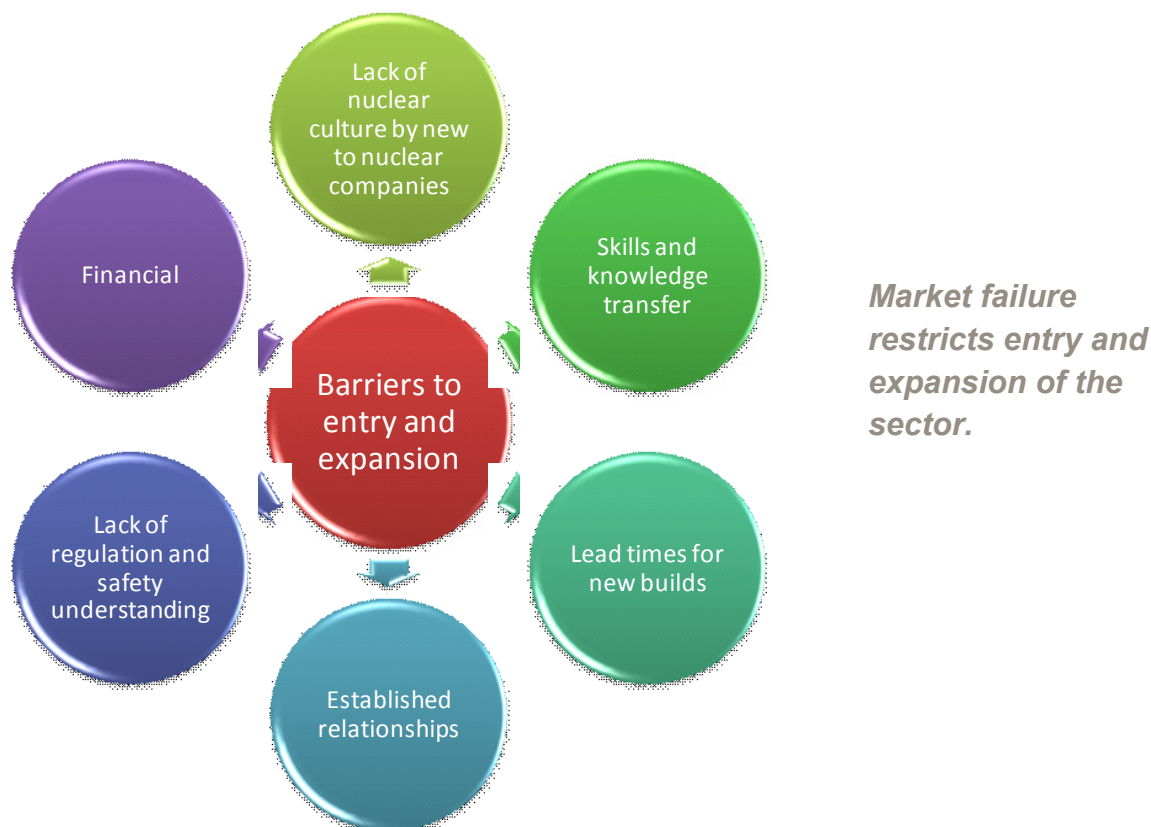 Lack of
nuclear
culture by new
to nuclear
companies
Financial
Skills and
knowledge
transfer
Market failure
restricts entry and
expansion of the
sector.
Barriers to
entry and
expansion
Lack of
regulation and
safety
understanding
Lead times for
new builds
Established
relationships